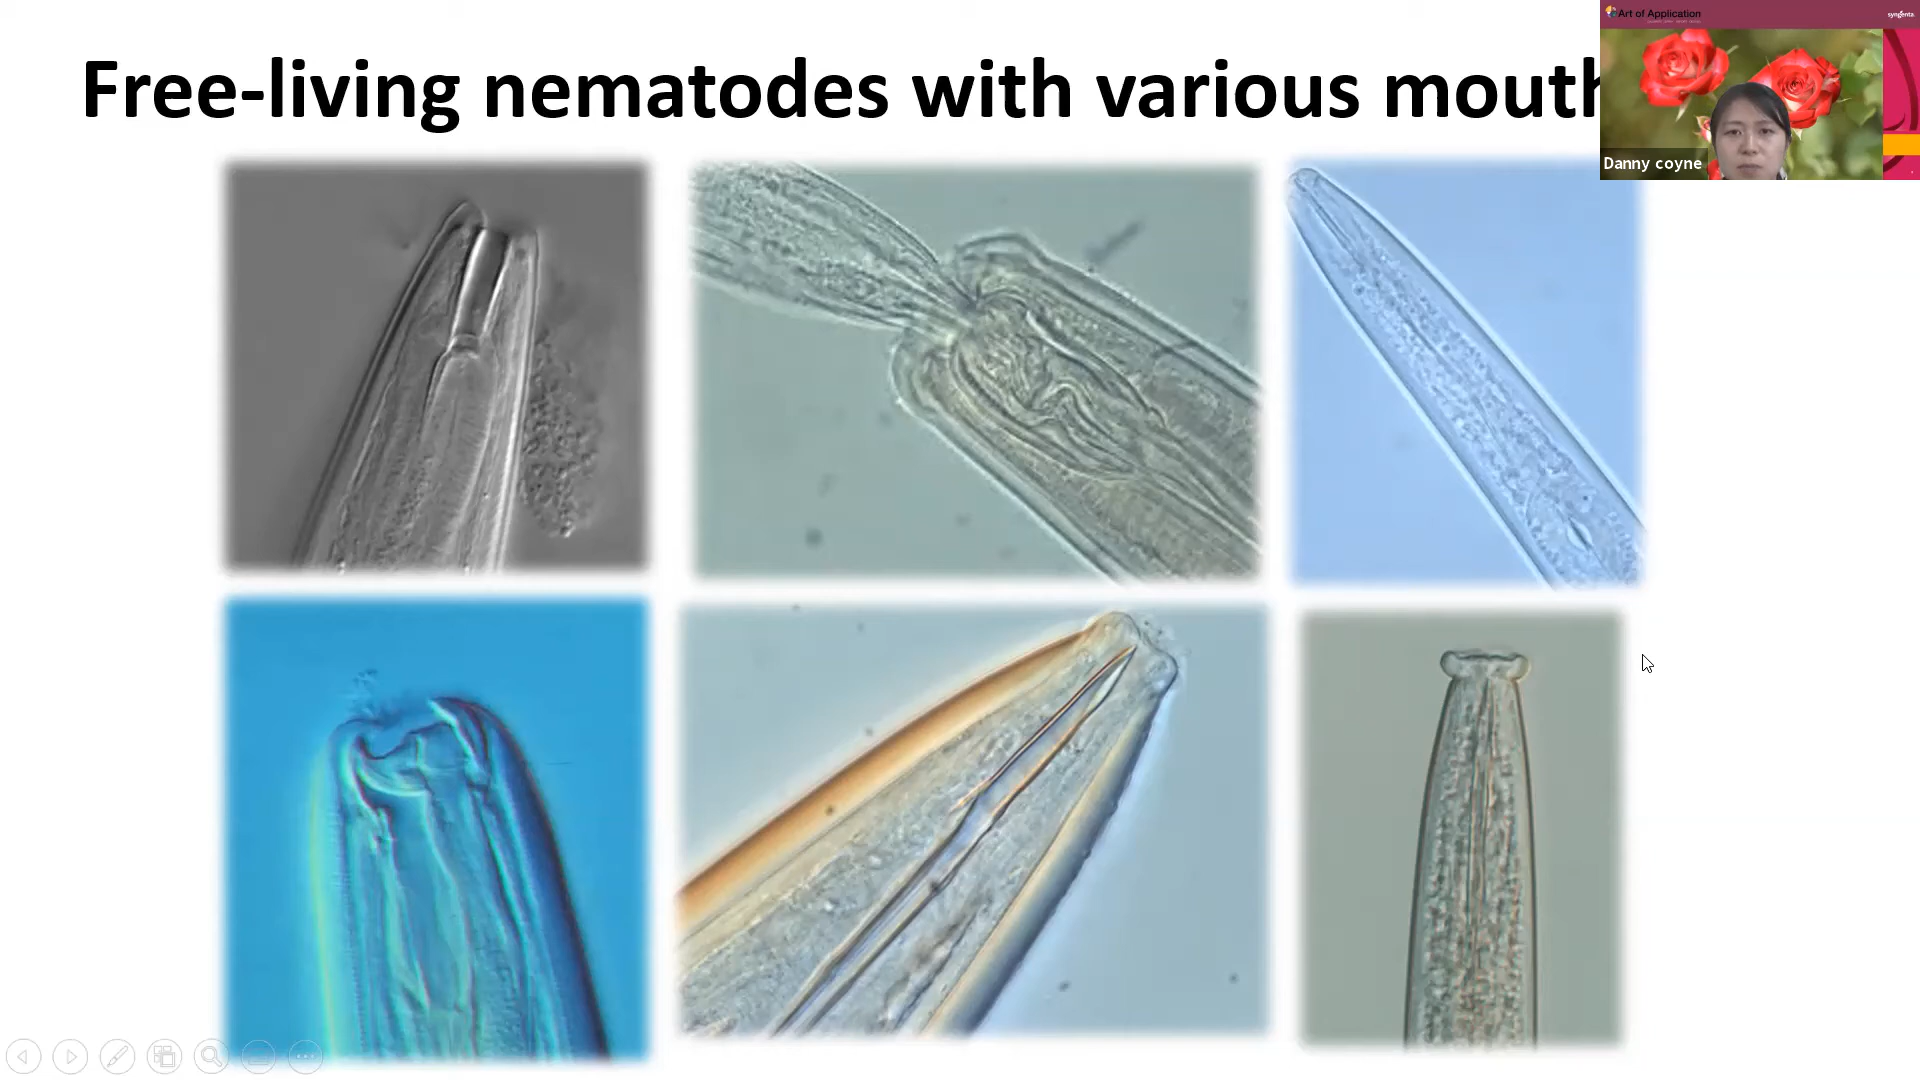 Free-living nematodes with various mouth
Art of Application
syngenta
Danny coyne